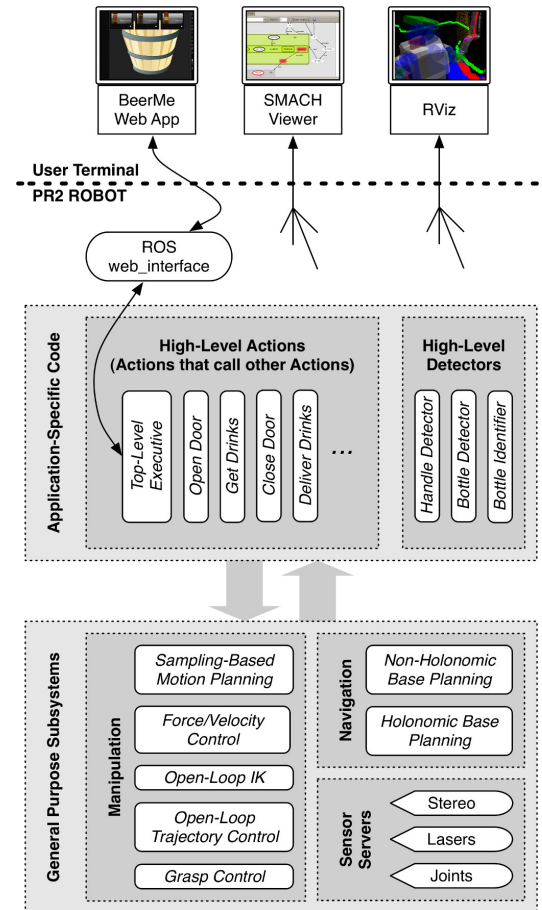 BeerMe
Web App
SMACH
Viewer
RViz
User Terminal
PR2 ROBOT
ROS
web_interface
Application-Specific Code
High-Level Actions
(Actions that call other Actions)
Top-Level
Executive
Open Door
Get Drinks
Close Door
Deliver Drinks
...
High-Level
Detectors
Handle Detector
Bottle Detector
Bottle Identifier
General Purpose Subsystems
Manipulation
Sampling-Based
Motion Planning
Force/Velocity
Control
Open-Loop IK
Open-Loop
Trajectory Control
Grasp Control
Navigation
Non-Holonomic
Base Planning
Holonomic Base
Planning
Sensor
Servers
Stereo
Lasers
Joints